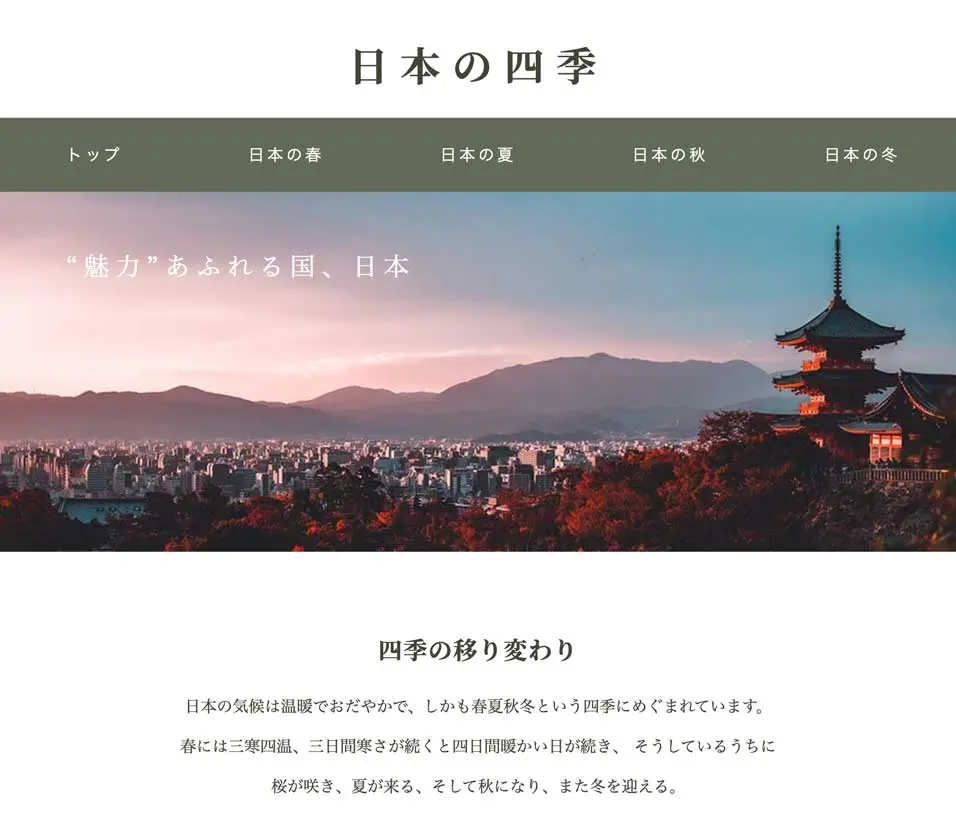 日本の四季
トップ
日本の春
日本の夏
日本の秋
日本の冬
“魅力”あふれる国、日本
四季の移り変わり
日本の気候は温暖でおだやかで、しかも春夏秋冬という四季にめぐまれています。
春には三寒四温、三日間寒さが続くと四日間暖かい日が続き、 そうしているうちに
桜が咲き、夏が来る、そして秋になり、また冬を迎える。